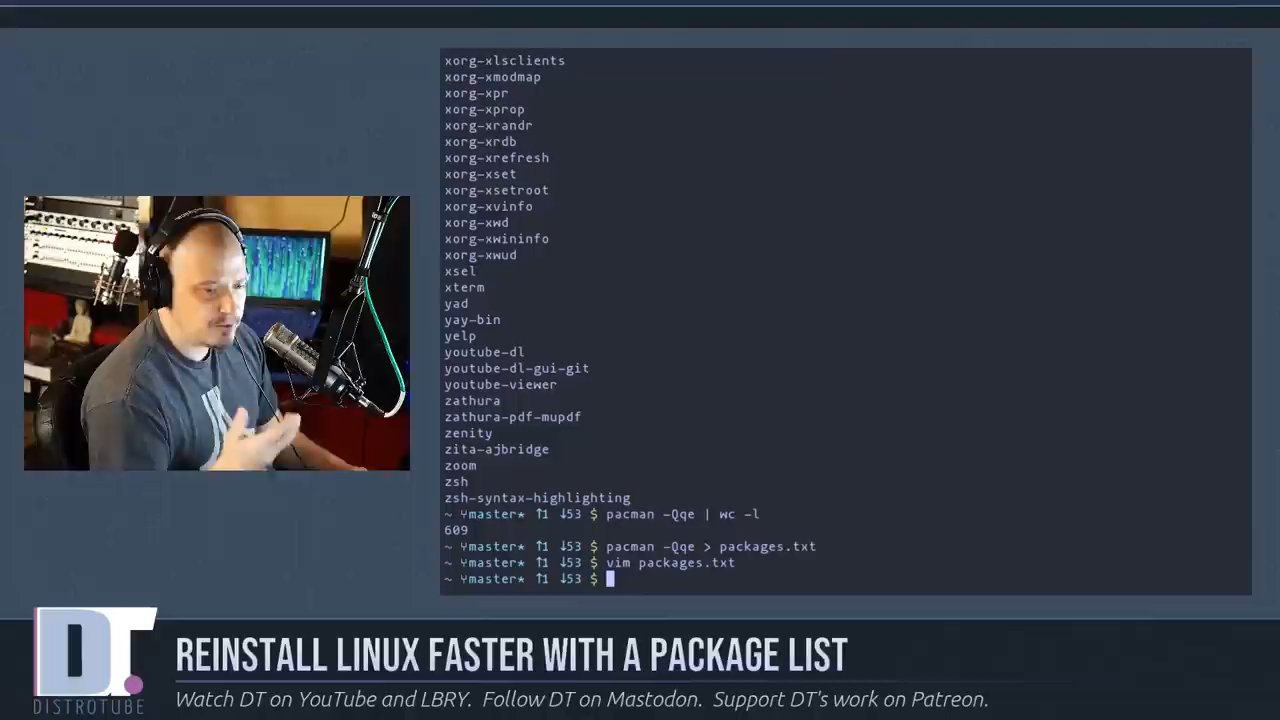 xorg-xlsclients
xorg-xmodmap
xorg-xpr
xorg-xprop
xorg-xrandr
xorg-xrdb
xorg-xrefresh
xorg-xset
xorg-xsetroot
xorg-xvinfo
xorg-xwd
xorg-xwininfo
xorg-xwud
xsel
xterm
yad
yay-bin
yelp
youtube-dl
youtube-dl-gui-git
youtube-viewer
zathura
zathura-pdf-mupdf
zenity
zita-ajbridge
zoom
zsh
zsh-syntax-highlighting
~ Ymaster* ↑1 ↓53 $ pacman -Qqe | wc -l
609
~ Ymaster* ↑1 ↓53 $ pacman -Qqe > packages.txt
~ Ymaster* ↑1 ↓53 $ vim packages.txt
~ Ymaster* ↑1 ↓53 $
DT.
DISTROTUBE
REINSTALL LINUX FASTER WITH A PACKAGE LIST
Watch DT on YouTube and LBRY. Follow DT on Mastodon. Support DT's work on Patreon.